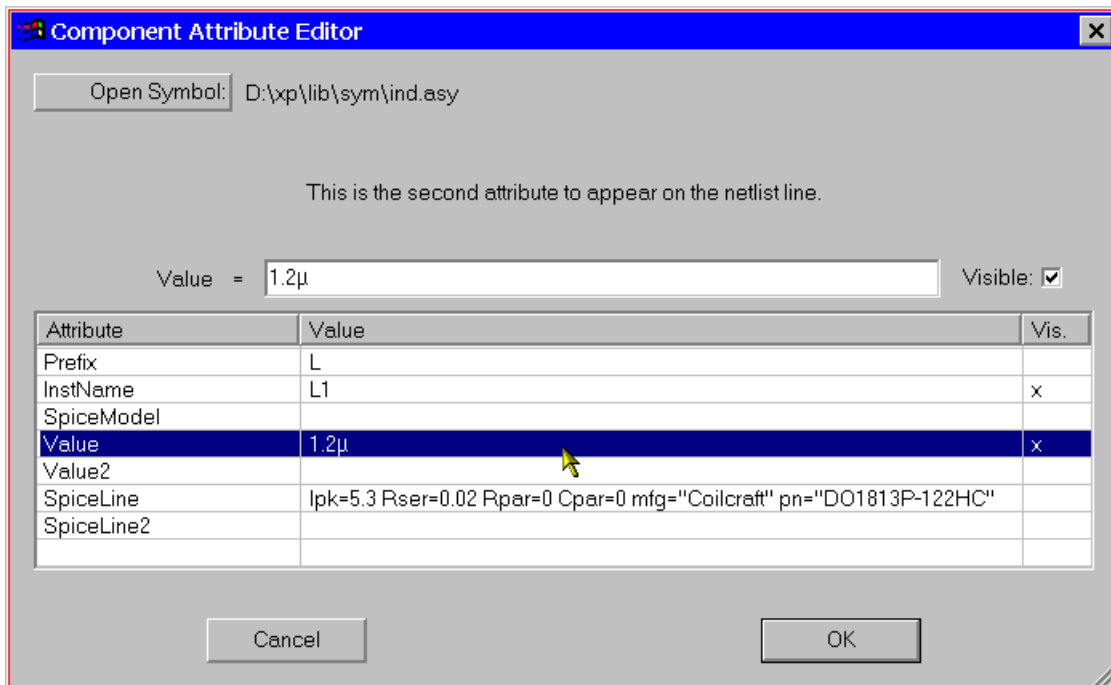 Component Attribute Editor
Open Symbol: D:\xp\lib\sym\ind.asy
This is the second attribute to appear on the netlist line.
Value = 1.2µ Visible:
Attribute Value Vis.
Prefix L
InstName L1 x
SpiceModel
Value 1.2µ x
Value2
SpiceLine Ipk=5.3 Rser=0.02 Rpar=0 Cpar=0 mfg="Coilcraft" pn="DO1813P-122HC"
SpiceLine2
Cancel OK